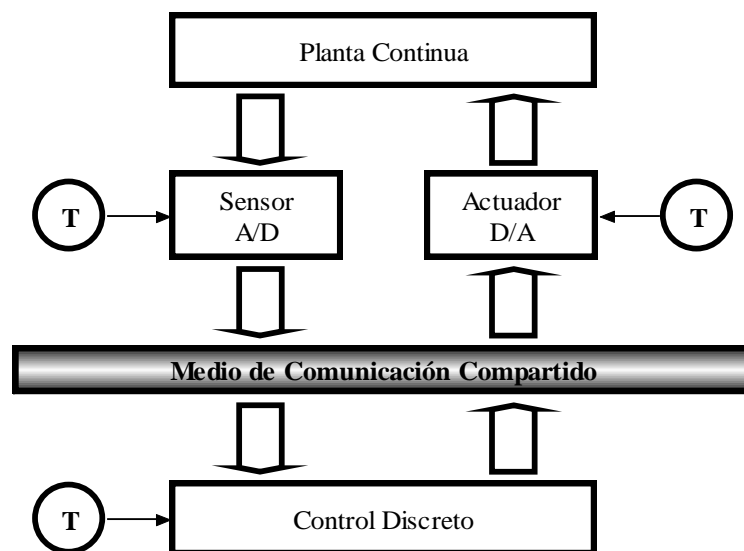 Planta Continua
T
Sensor
A/D
Actuador
D/A
T
Medio de Comunicación Compartido
T
Control Discreto